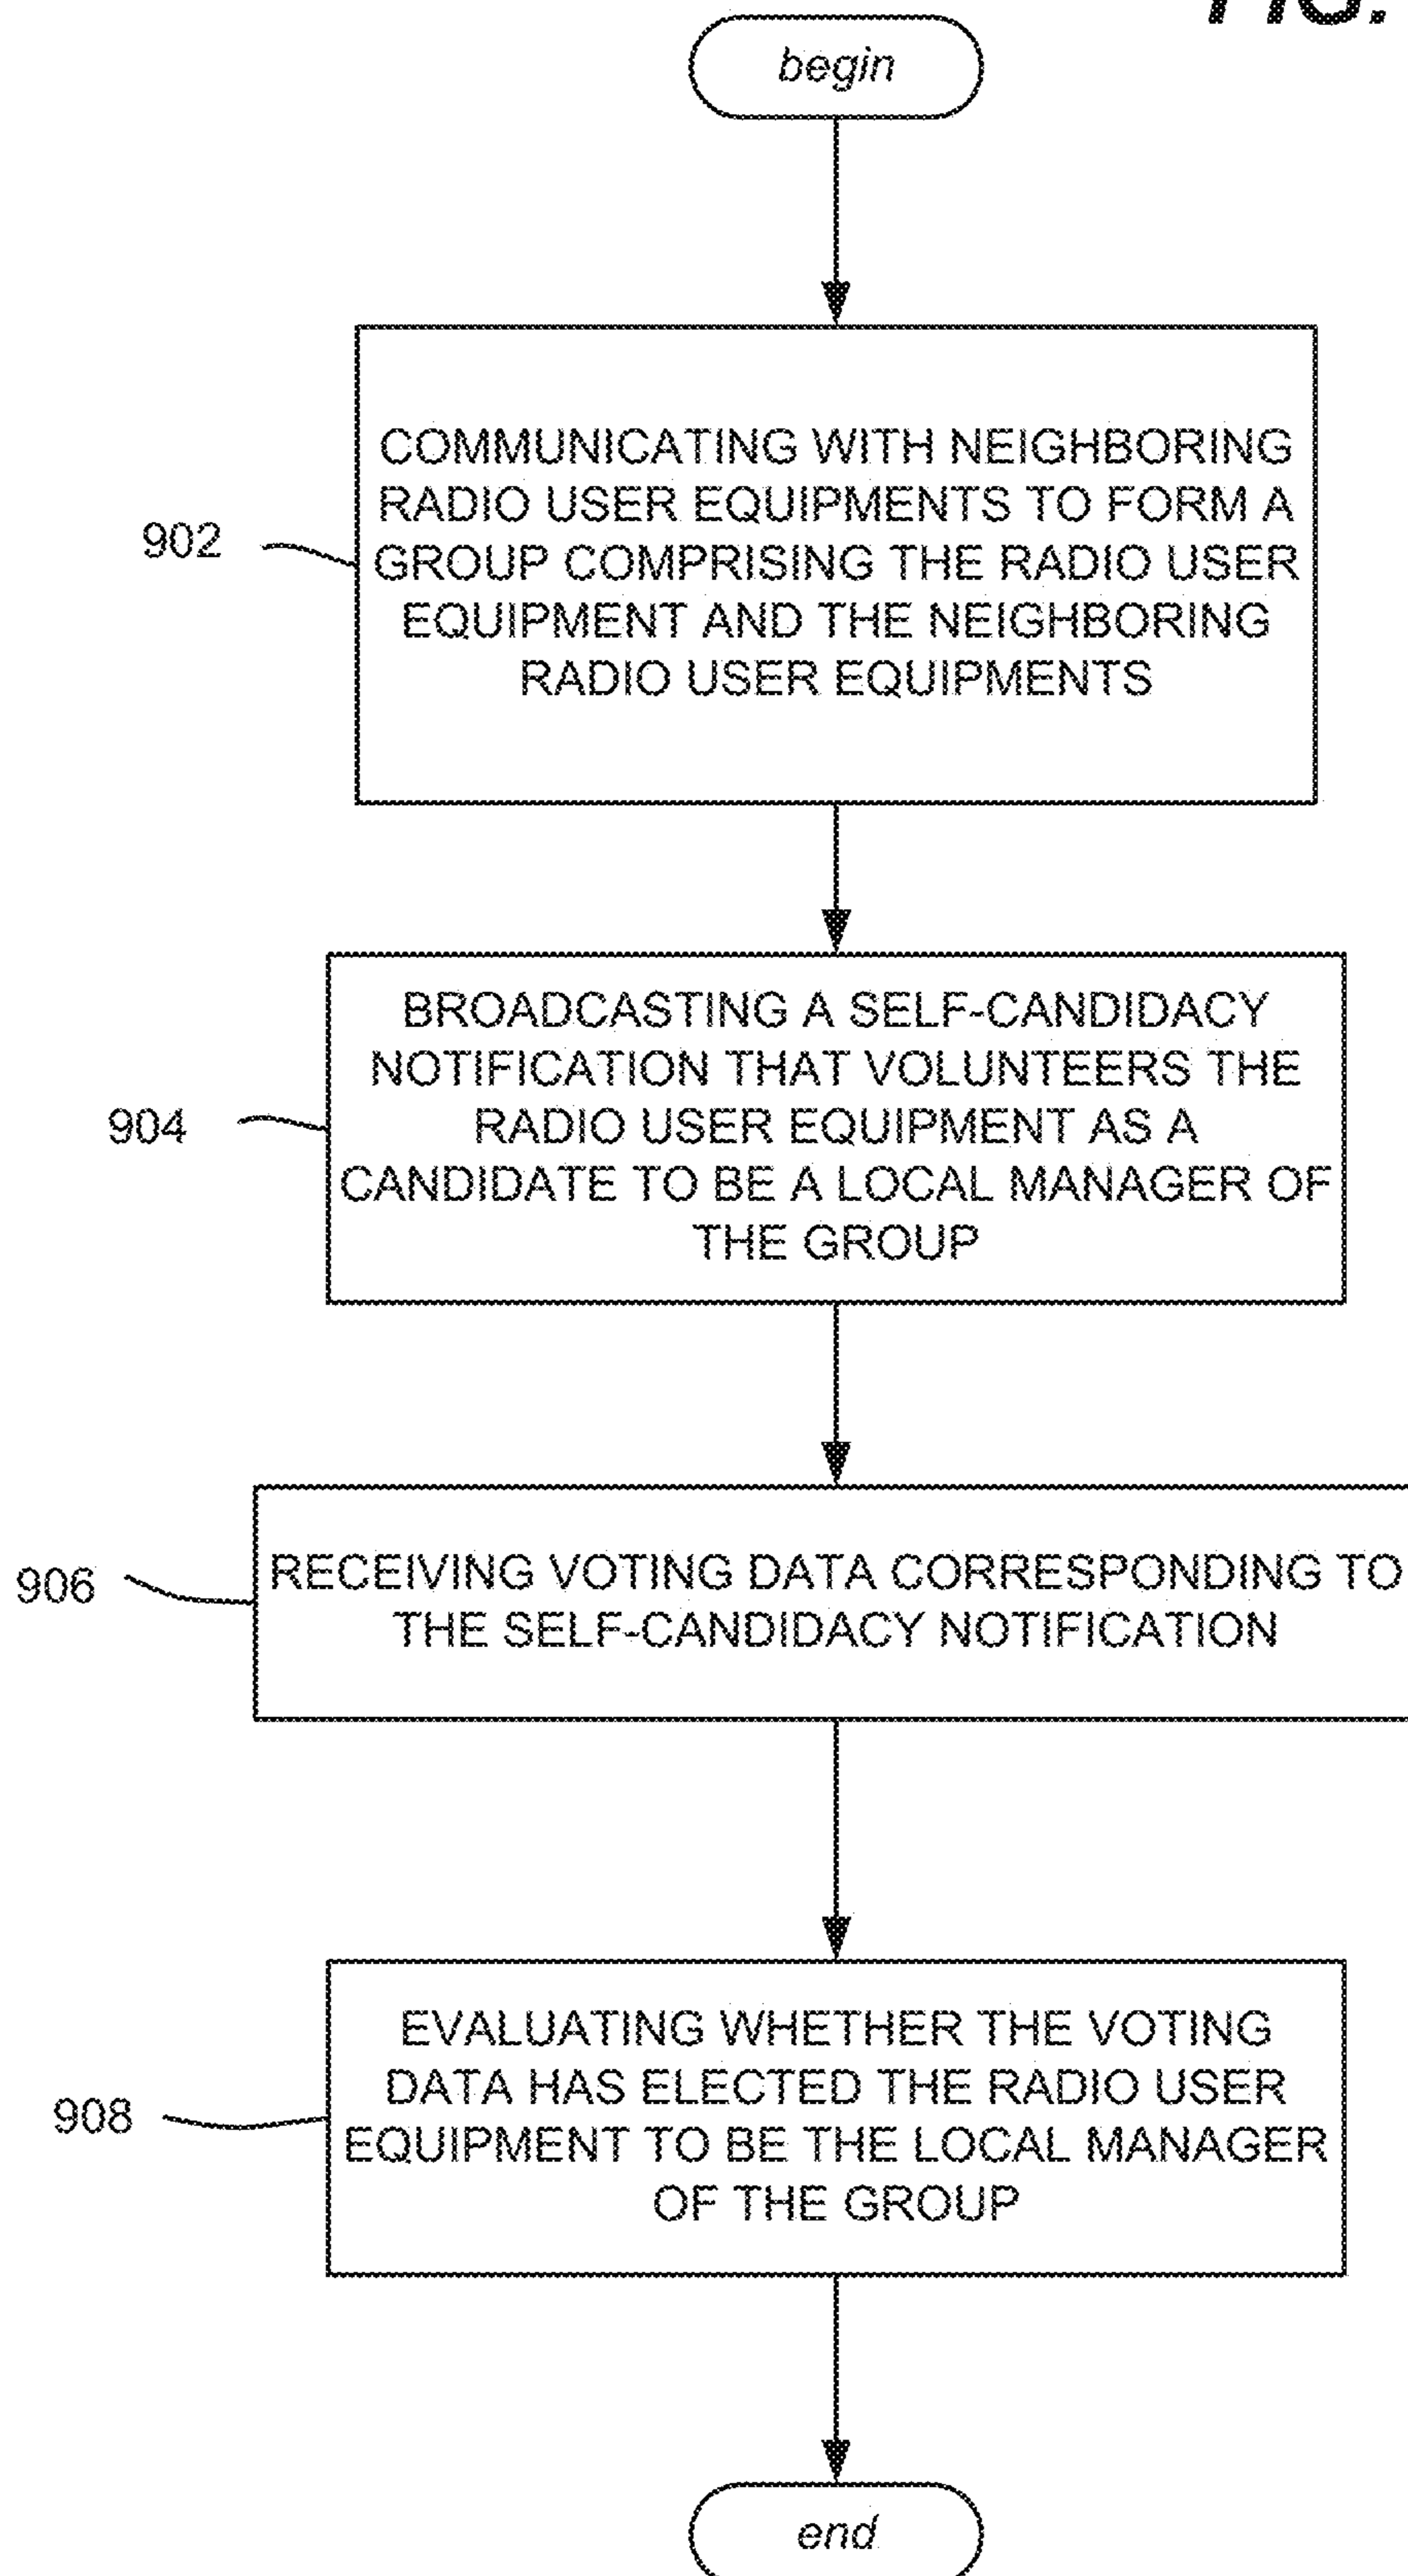 FIG.
begin
COMMUNICATING WITH NEIGHBORING
RADIO USER EQUIPMENTS TO FORM A
902
GROUP COMPRISING THE RADIO USER
EQUIPMENT AND THE NEIGHBORING
RADIO USER EQUIPMENTS
BROADCASTING A SELF-CANDIDACY
NOTIFICATION THAT VOLUNTEERS THE
904
RADIO USER EQUIPMENT AS A
CANDIDATE TO BE A LOCAL MANAGER OF
THE GROUP
906
RECEIVING VOTING DATA CORRESPONDING TO
THE SELF-CANDIDACY NOTIFICATION
EVALUATING WHETHER THE VOTING
DATA HAS ELECTED THE RADIO USER
908
EQUIPMENT TO BE THE LOCAL MANAGER
OF THE GROUP
end